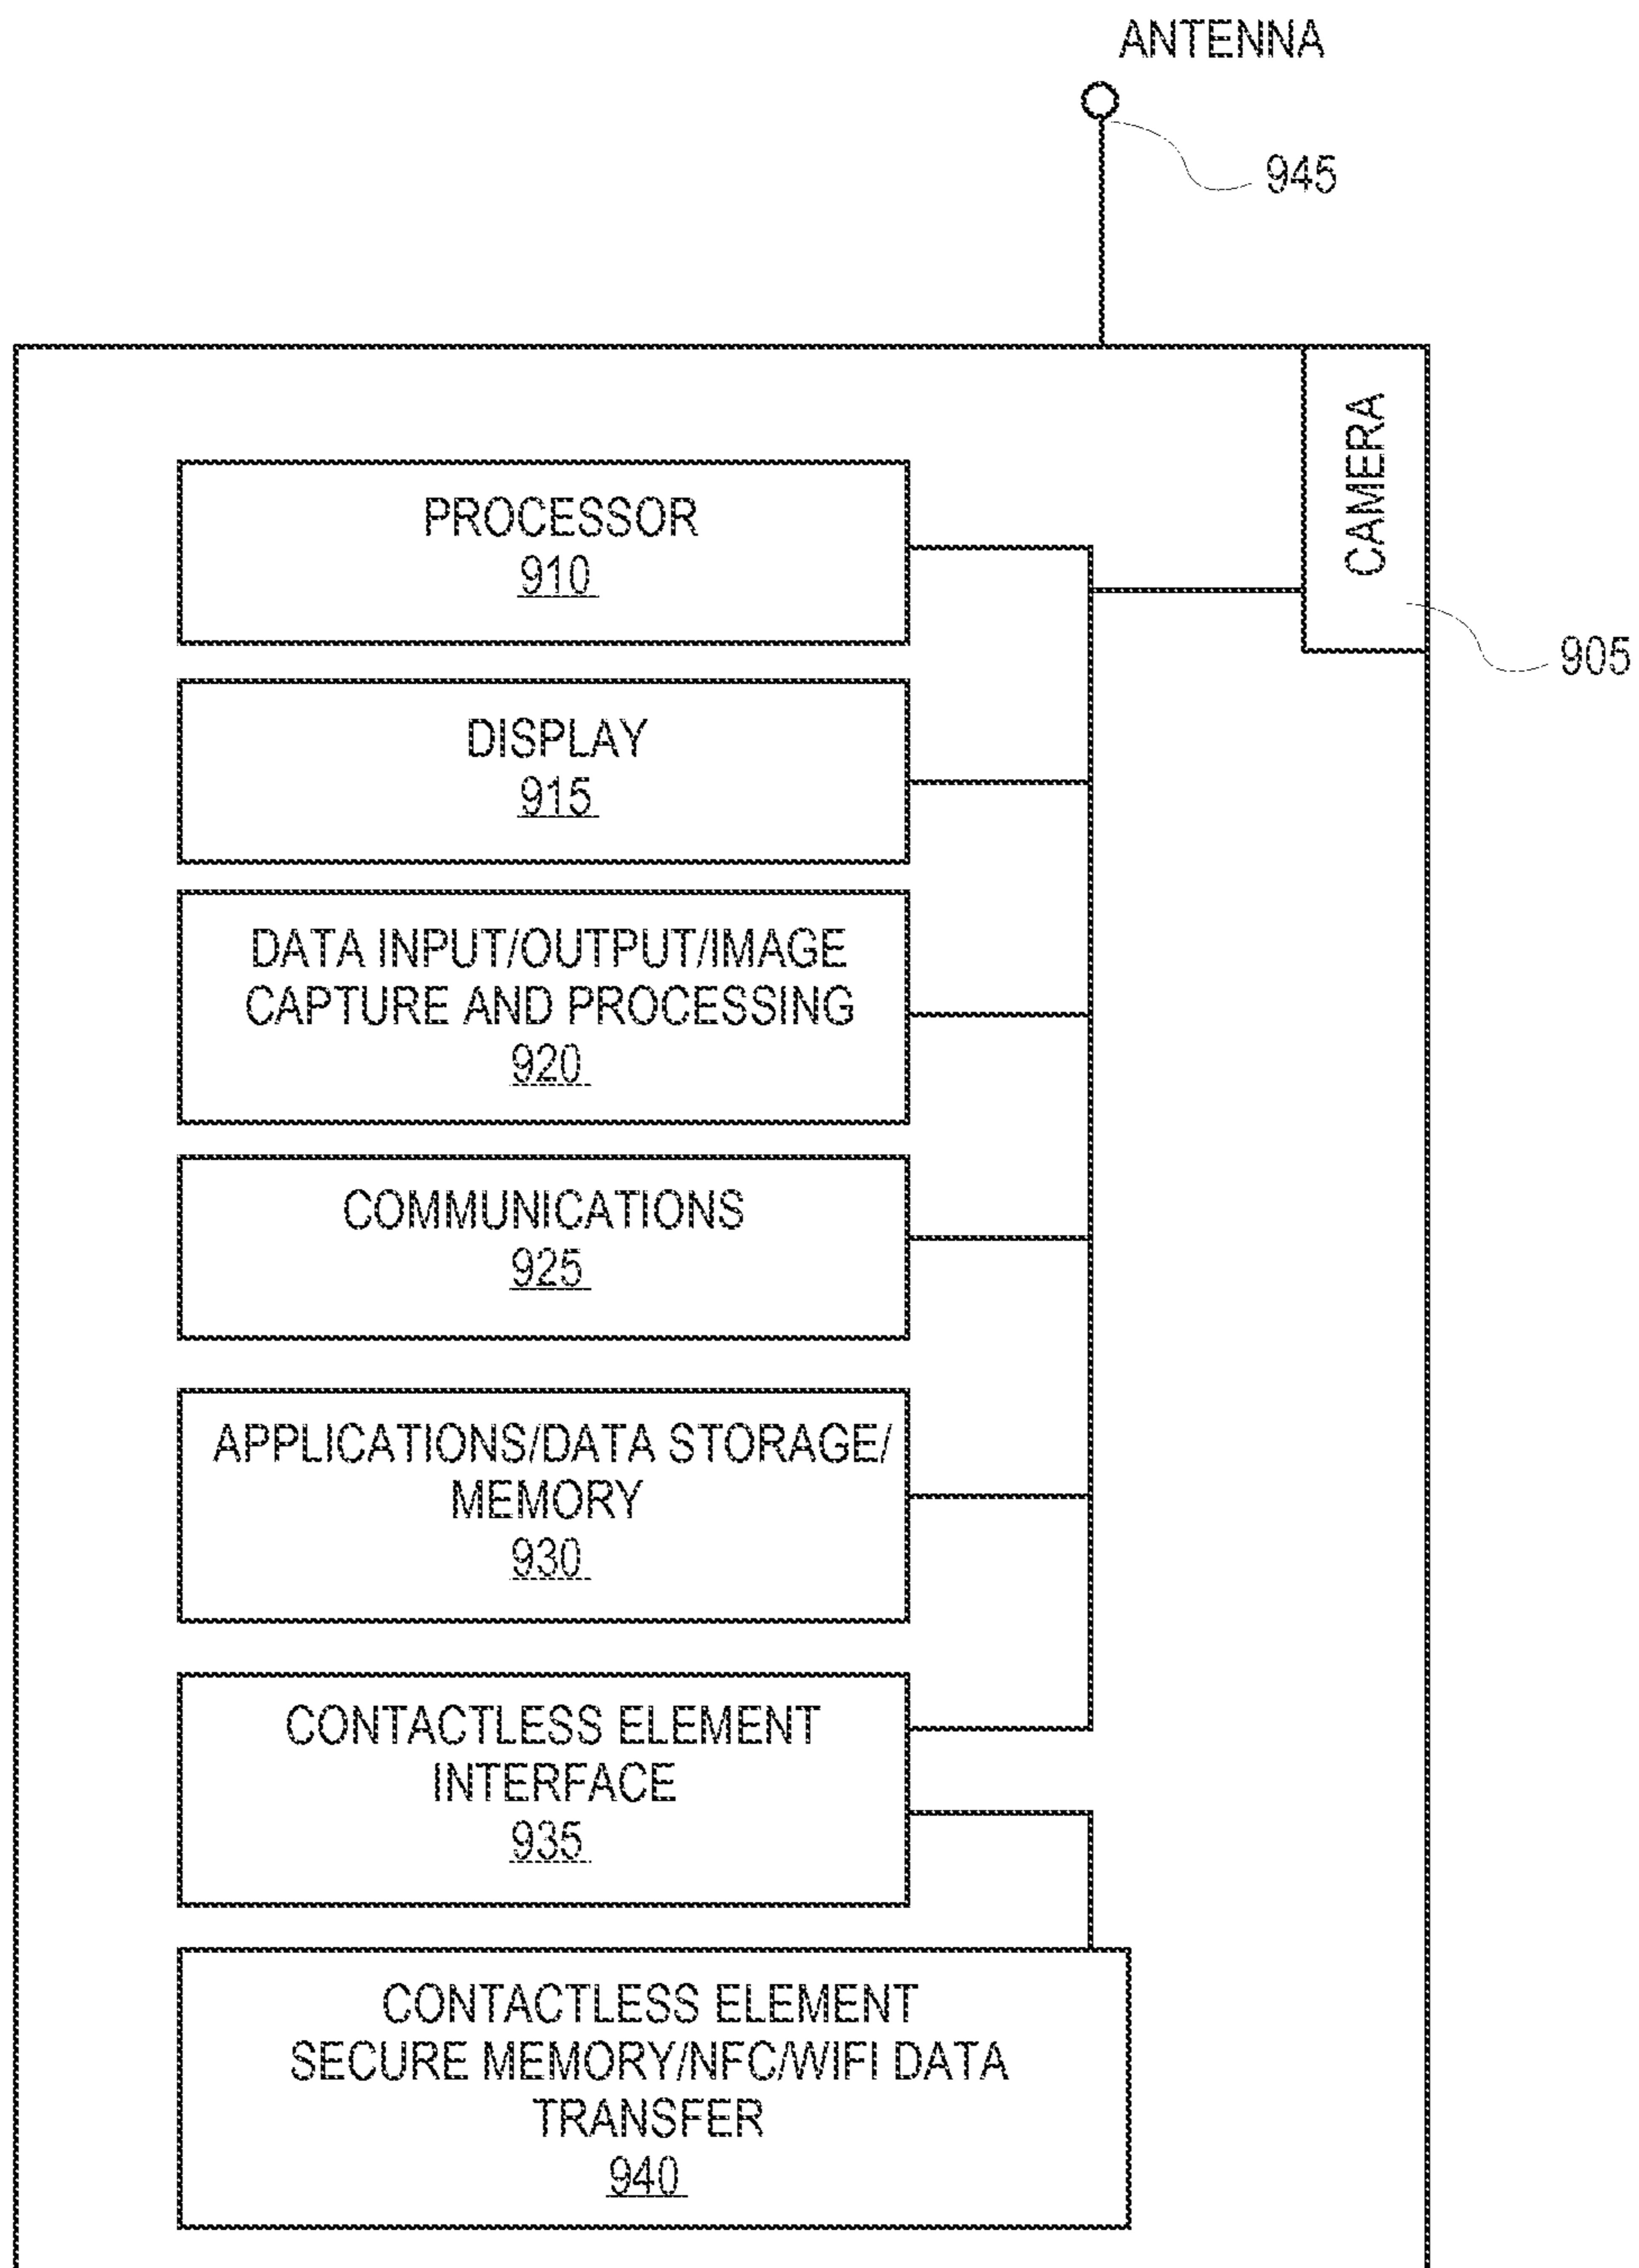 ANTENNA
945
CAMERA
905
PROCESSOR
910
DISPLAY
915
DATA INPUT/OUTPUT/IMAGE
CAPTURE AND PROCESSING
920
COMMUNICATIONS
925
APPLICATIONS/DATA STORAGE/
MEMORY
930
CONTACTLESS ELEMENT
INTERFACE
935
CONTACTLESS ELEMENT
SECURE MEMORY/NFC/WIFI DATA
TRANSFER
940